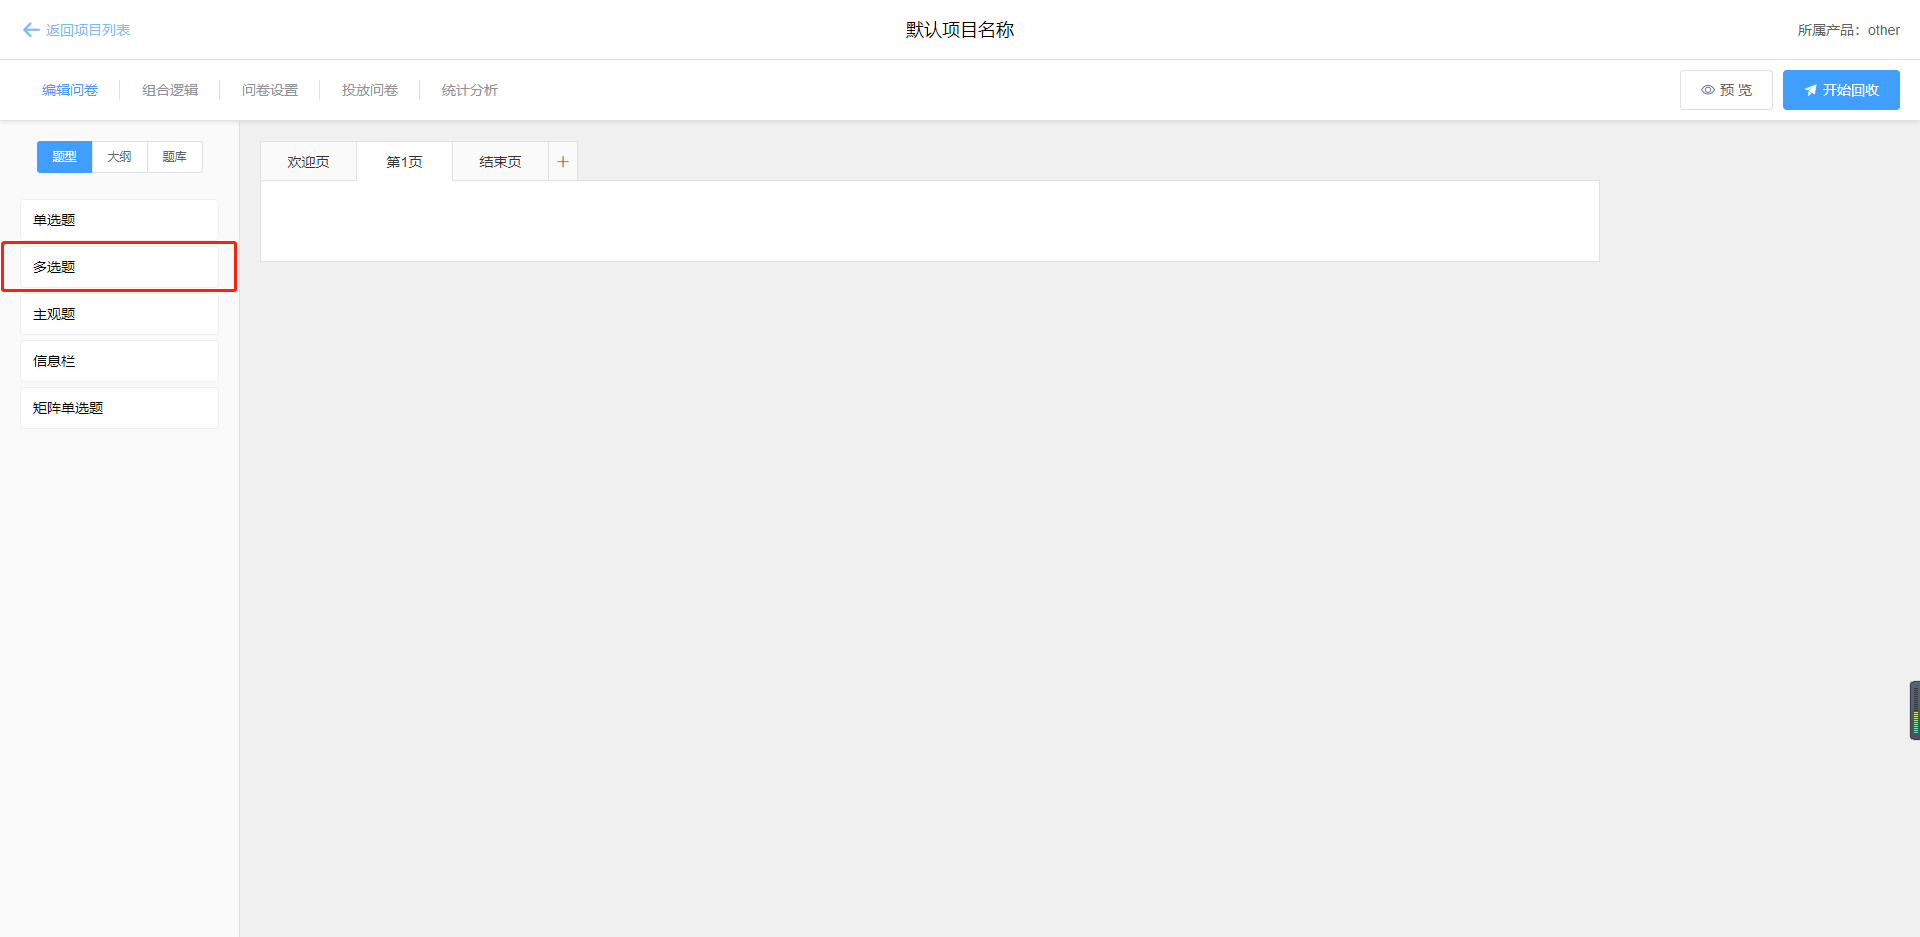 返回项目列表
默认项目名称
所属产品：other
编辑问卷
组合逻辑
问卷设置
投放问卷
统计分析
预 览
开始回收
题型
大纲
题库
欢迎页
第1页
结束页
+
单选题
多选题
主观题
信息栏
矩阵单选题